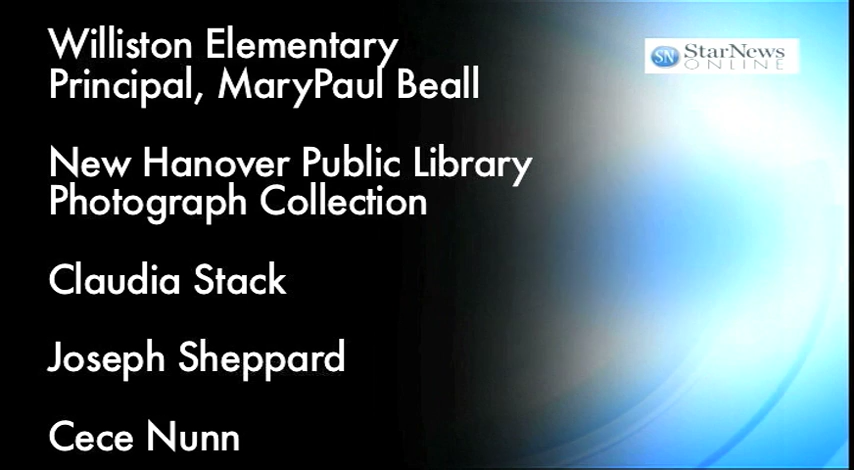 Williston Elementary
Principal, MaryPaul Beall
New Hanover Public Library
Photograph Collection
Claudia Stack
Joseph Sheppard
Cece Nunn
SN StarNews
ONLINE